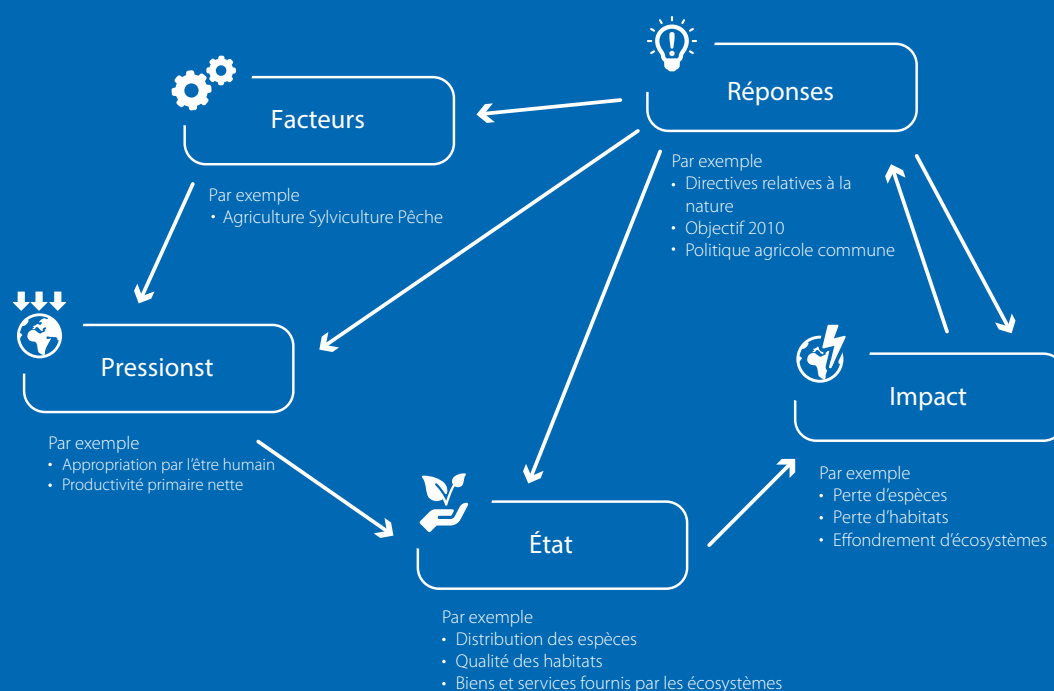 Facteurs
Par exemple
• Agriculture Sylviculture Pêche
Réponses
Par exemple
• Directives relatives à la
nature
• Objectif 2010
• Politique agricole commune
Pressionst
Par exemple
• Appropriation par l'être humain
• Productivité primaire nette
État
Par exemple
• Distribution des espèces
• Qualité des habitats
• Biens et services fournis par les écosystèmes
Impact
Par exemple
• Perte d'espèces
• Perte d'habitats
• Effondrement d'écosystèmes